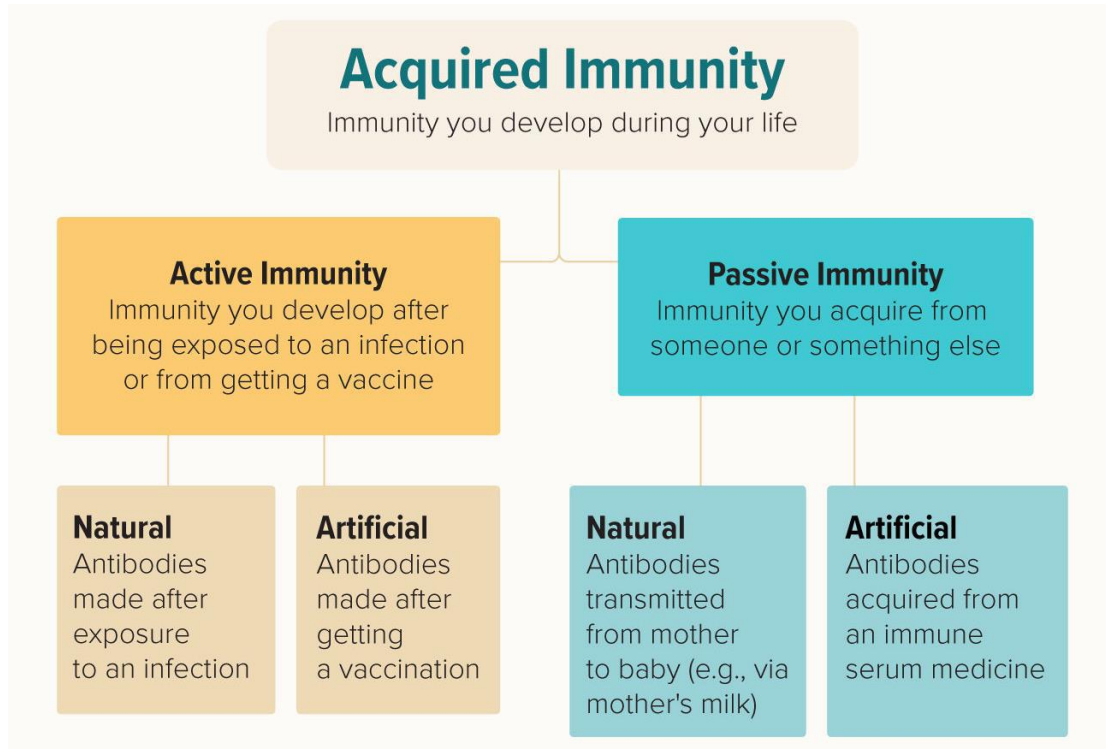 Acquired Immunity
Immunity you develop during your life
Active Immunity
Immunity you develop after
being exposed to an infection
or from getting a vaccine
Passive Immunity
Immunity you acquire from
someone or something else
Natural
Antibodies
made after
exposure
to an infection
Artificial
Antibodies
made after
getting
a vaccination
Natural
Antibodies
transmitted
from mother
to baby (e.g., via
mother's milk)
Artificial
Antibodies
acquired from
an immune
serum medicine